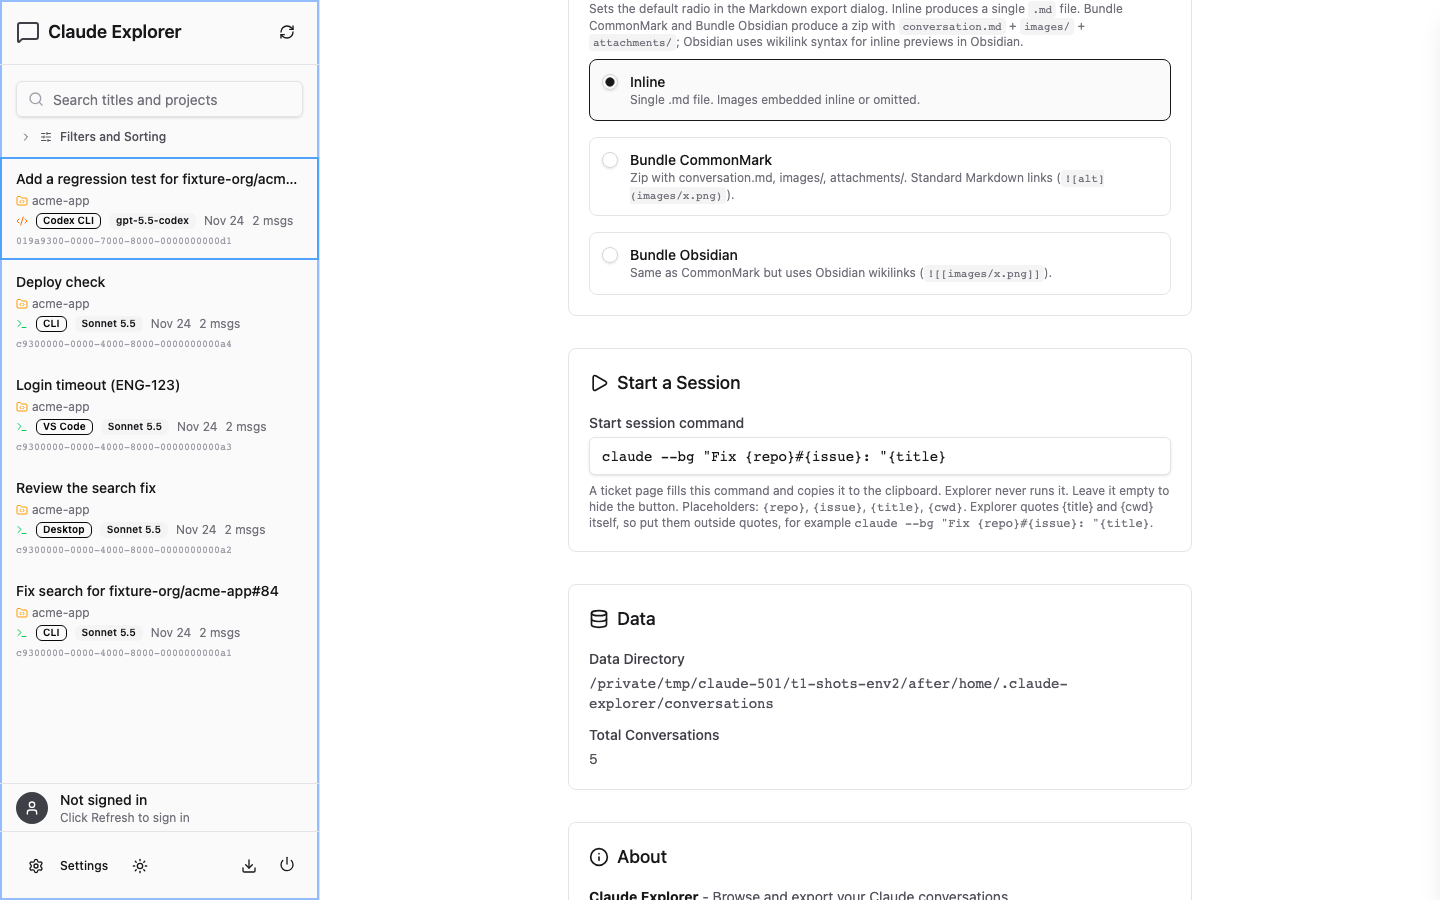 Claude Explorer
Search titles and projects
Filters and Sorting
Add a regression test for fixture-org/acm...
acme-app
Codex CLI gpt-5.5-codex Nov 24 2 msgs
019a9300-0000-7000-8000-0000000000d1
Deploy check
acme-app
CLI Sonnet 5.5 Nov 24 2 msgs
c9300000-0000-4000-8000-0000000000a4
Login timeout (ENG-123)
acme-app
VS Code Sonnet 5.5 Nov 24 2 msgs
c9300000-0000-4000-8000-0000000000a3
Review the search fix
acme-app
Desktop Sonnet 5.5 Nov 24 2 msgs
c9300000-0000-4000-8000-0000000000a2
Fix search for fixture-org/acme-app#84
acme-app
CLI Sonnet 5.5 Nov 24 2 msgs
c9300000-0000-4000-8000-0000000000a1
Not signed in
Click Refresh to sign in
Settings
Sets the default radio in the Markdown export dialog. Inline produces a single .md file. Bundle
CommonMark and Bundle Obsidian produce a zip with conversation.md + images/ +
attachments/; Obsidian uses wikilink syntax for inline previews in Obsidian.
Inline
Single .md file. Images embedded inline or omitted.
Bundle CommonMark
Zip with conversation.md, images/, attachments/. Standard Markdown links ( ![alt]
(images/x.png) ).
Bundle Obsidian
Same as CommonMark but uses Obsidian wikilinks ( ![[images/x.png]] ).
Start a Session
Start session command
claude --bg "Fix {repo}#{issue}: "{title}
A ticket page fills this command and copies it to the clipboard. Explorer never runs it. Leave it empty to
hide the button. Placeholders: {repo}, {issue}, {title}, {cwd}. Explorer quotes {title} and {cwd}
itself, so put them outside quotes, for example claude --bg "Fix {repo}#{issue}: "{title}.
Data
Data Directory
/private/tmp/claude-501/t1-shots-env2/after/home/.claude-
explorer/conversations
Total Conversations
5
About
Claude Explorer - Browse and export your Claude conversations